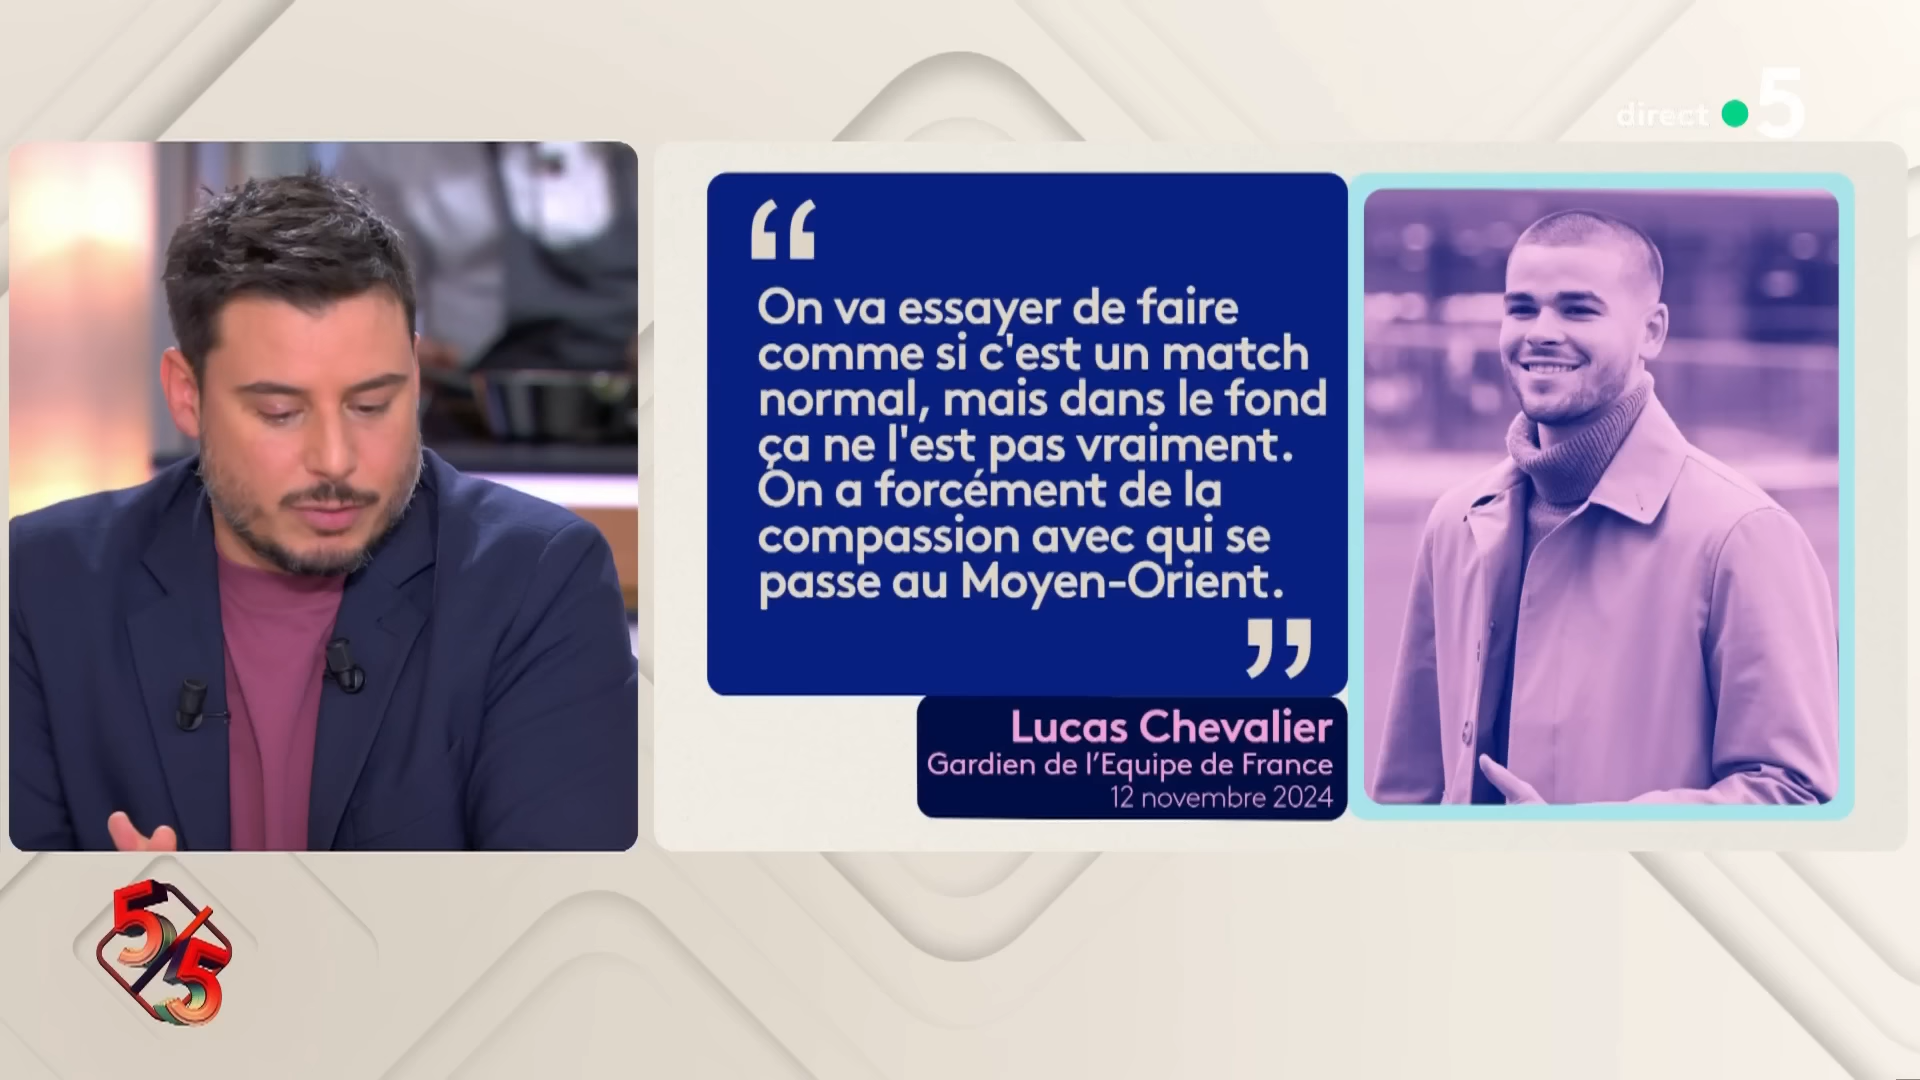 direct 5
“
On va essayer de faire
comme si c'est un match
normal, mais dans le fond
ça ne l'est pas vraiment.
On a forcément de la
compassion avec qui se
passe au Moyen-Orient.
”
Lucas Chevalier
Gardien de l’Equipe de France
12 novembre 2024
5/5